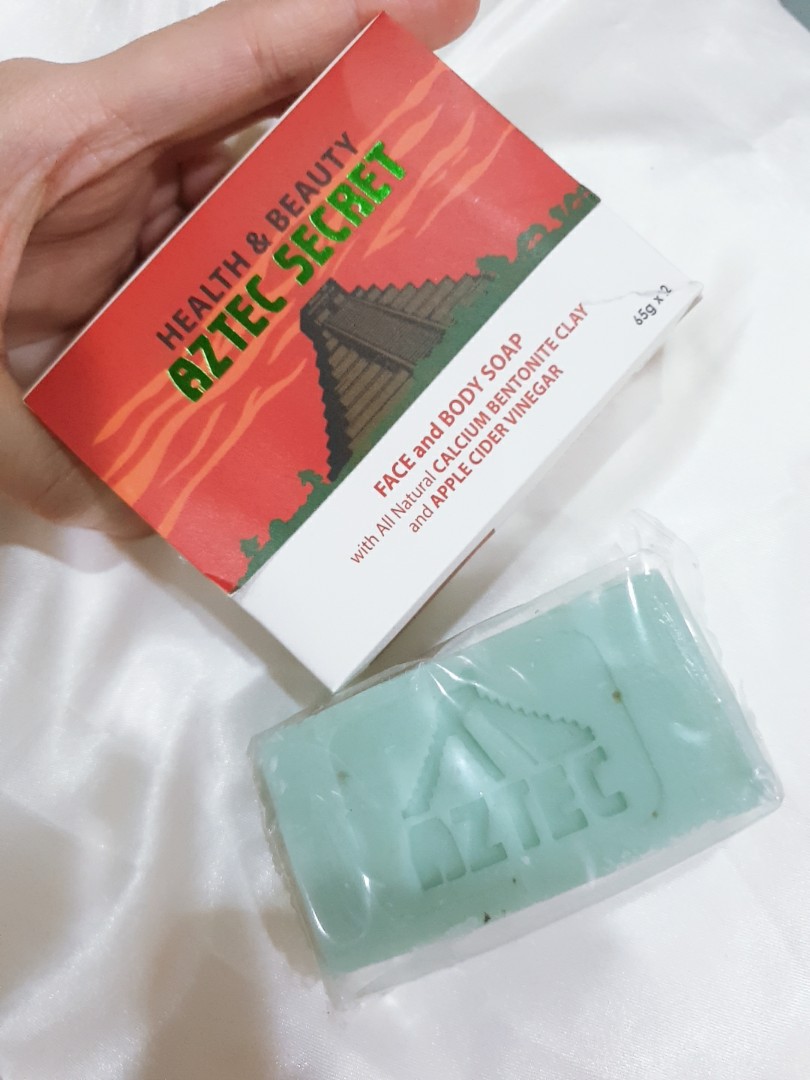 HEALTH & BEAUTY
AZTEC SECRET
FACE and BODY SOAP
with All Natural CALCIUM BENTONITE CLAY
and APPLE CIDER VINEGAR
65g x 2
AZTEC